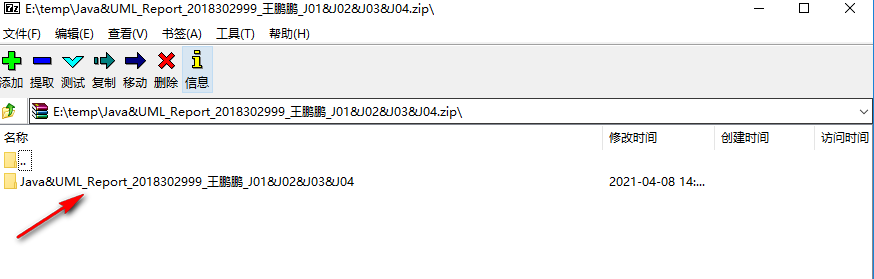 E:\temp\Java&UML_Report_2018302999_王鹏鹏_J01&J02&J03&J04.zip\
文件(F) 编辑(E) 查看(V) 书签(A) 工具(T) 帮助(H)
添加 提取 测试 复制 移动 删除 信息
E:\temp\Java&UML_Report_2018302999_王鹏鹏_J01&J02&J03&J04.zip\
名称 修改时间 创建时间 访问时间
..
Java&UML_Report_2018302999_王鹏鹏_J01&J02&J03&J04 2021-04-08 14:...